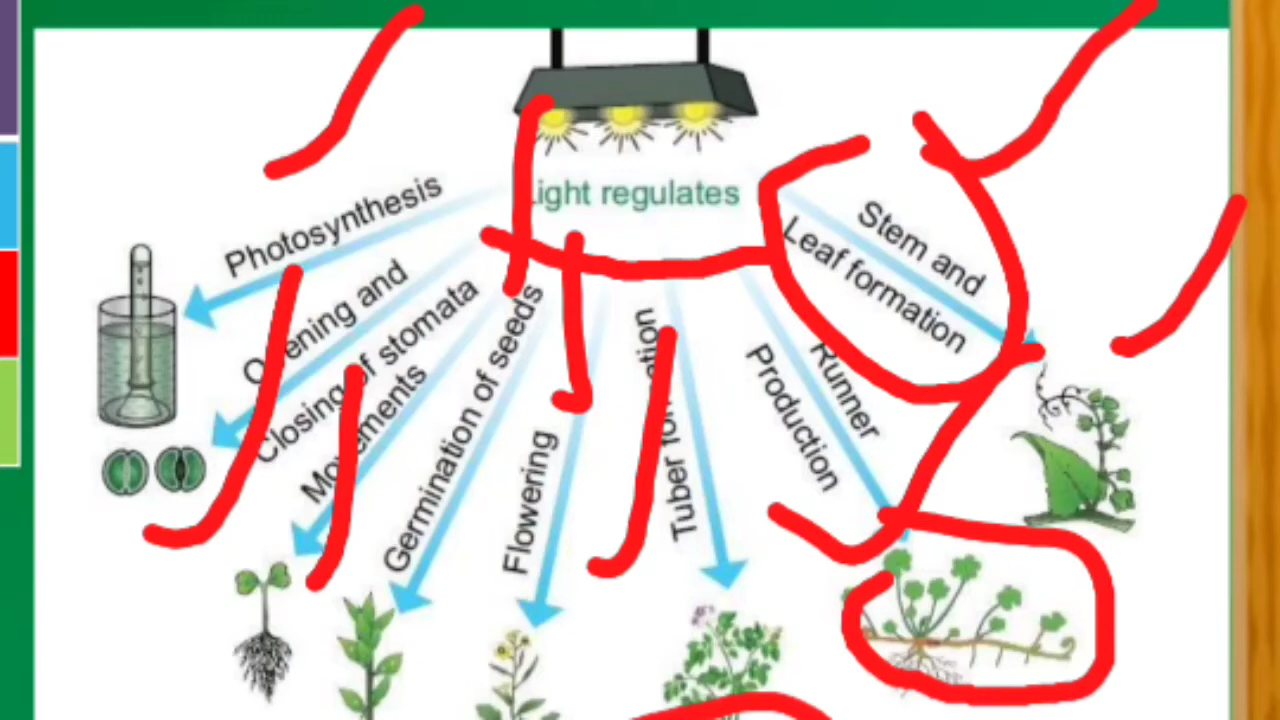 Light regulates
Photosynthesis
Opening and
Closing of stomata
Movements
Germination of seeds
Flowering
Tuber formation
Runner
Production
Stem and
Leaf formation